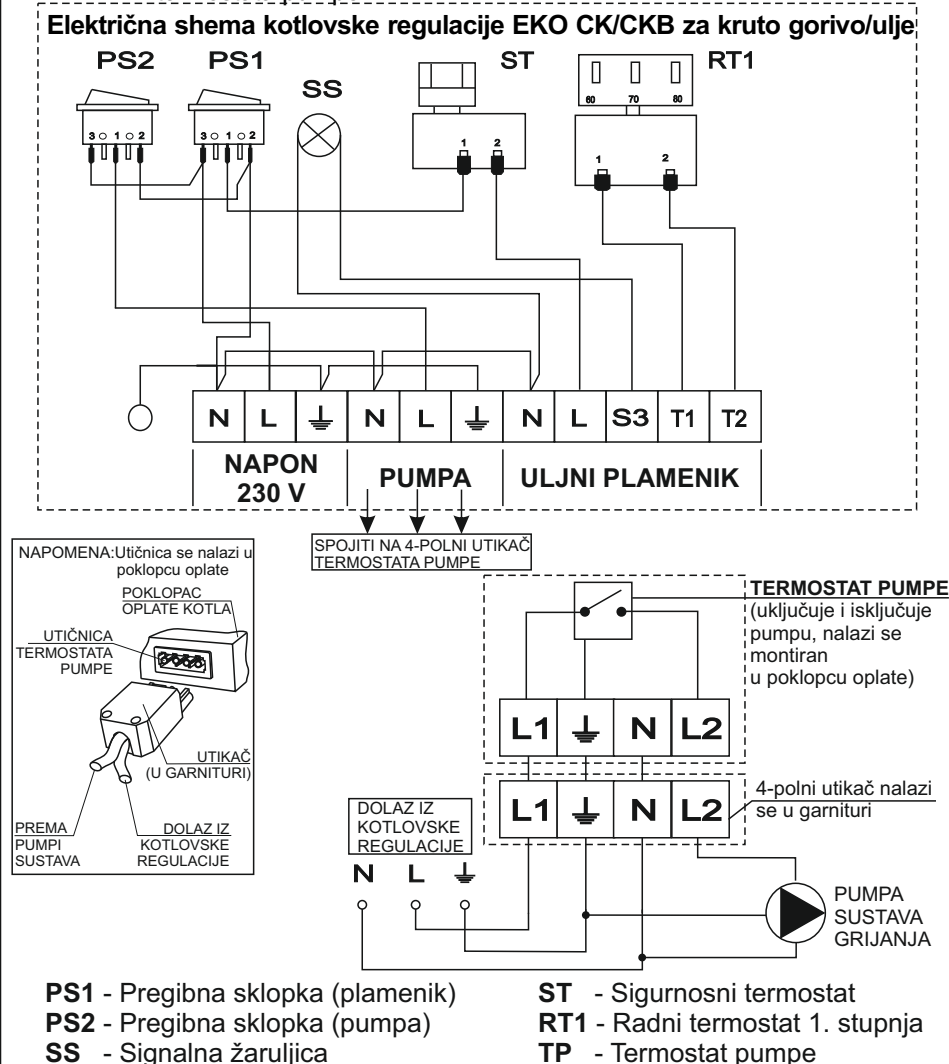 Električna shema kotlovske regulacije EKO CK/CKB za kruto gorivo/ulje
PS2 PS1 SS ST RT1
60 70 80
3 1 2 3 1 2 1 2 1 2
N L N L N L S3 T1 T2
NAPON
230 V
PUMPA
ULJNI PLAMENIK
SPOJITI NA 4-POLNI UTIKAČ
TERMOSTATA PUMPE
NAPOMENA:Utičnica se nalazi u
poklopcu oplate
POKLOPAC
OPLATE KOTLA
UTIČNICA
TERMOSTATA
PUMPE
UTIKAČ
(U GARNITURI)
PREMA
PUMPI
SUSTAVA
DOLAZ IZ
KOTLOVSKE
REGULACIJE
TERMOSTAT PUMPE
(uključuje i isključuje
pumpu, nalazi se
montiran
u poklopcu oplate)
L1 N L2
L1 N L2
4-polni utikač nalazi
se u garnituri
DOLAZ IZ
KOTLOVSKE
REGULACIJE
N L
PUMPA
SUSTAVA
GRIJANJA
PS1 - Pregibna sklopka (plamenik)
PS2 - Pregibna sklopka (pumpa)
SS - Signalna žaruljica
ST - Sigurnosni termostat
RT1 - Radni termostat 1. stupnja
TP - Termostat pumpe